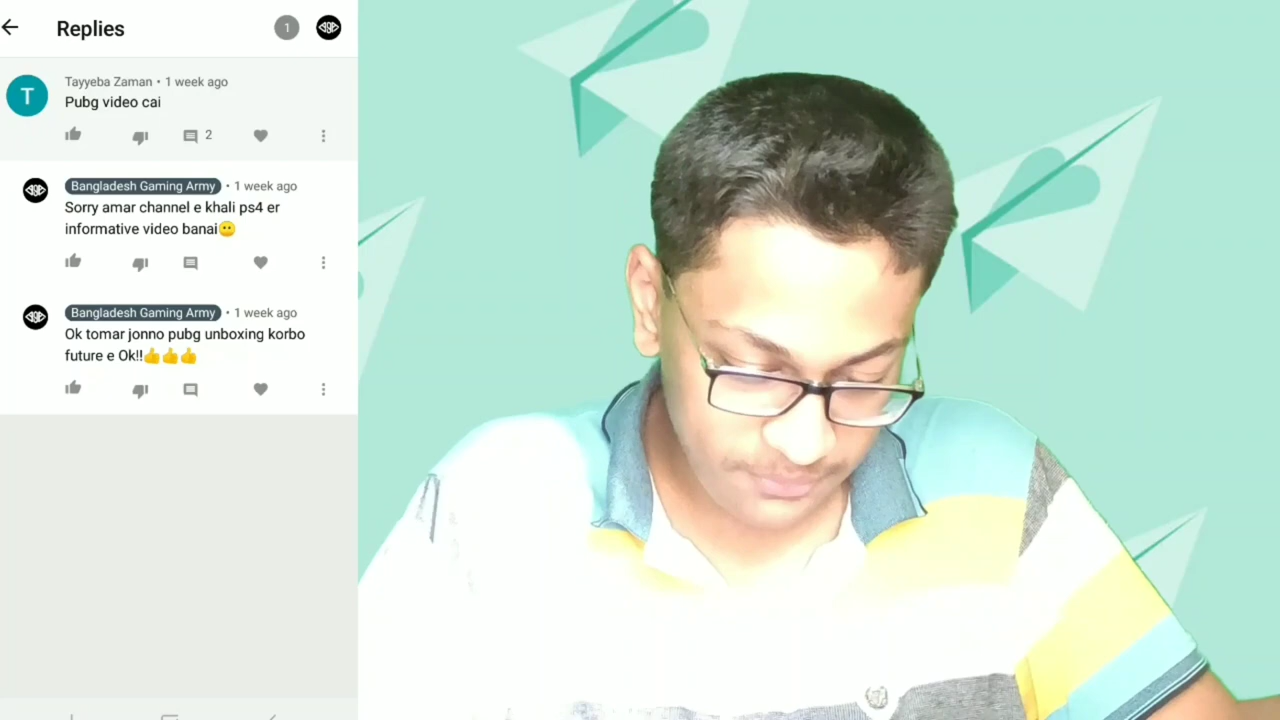 Replies
1
T
Tayyeba Zaman • 1 week ago
Pubg video cai
2
Bangladesh Gaming Army • 1 week ago
Sorry amar channel e khali ps4 er
informative video banai😶
Bangladesh Gaming Army • 1 week ago
Ok tomar jonno pubg unboxing korbo
future e Ok!!👍👍👍